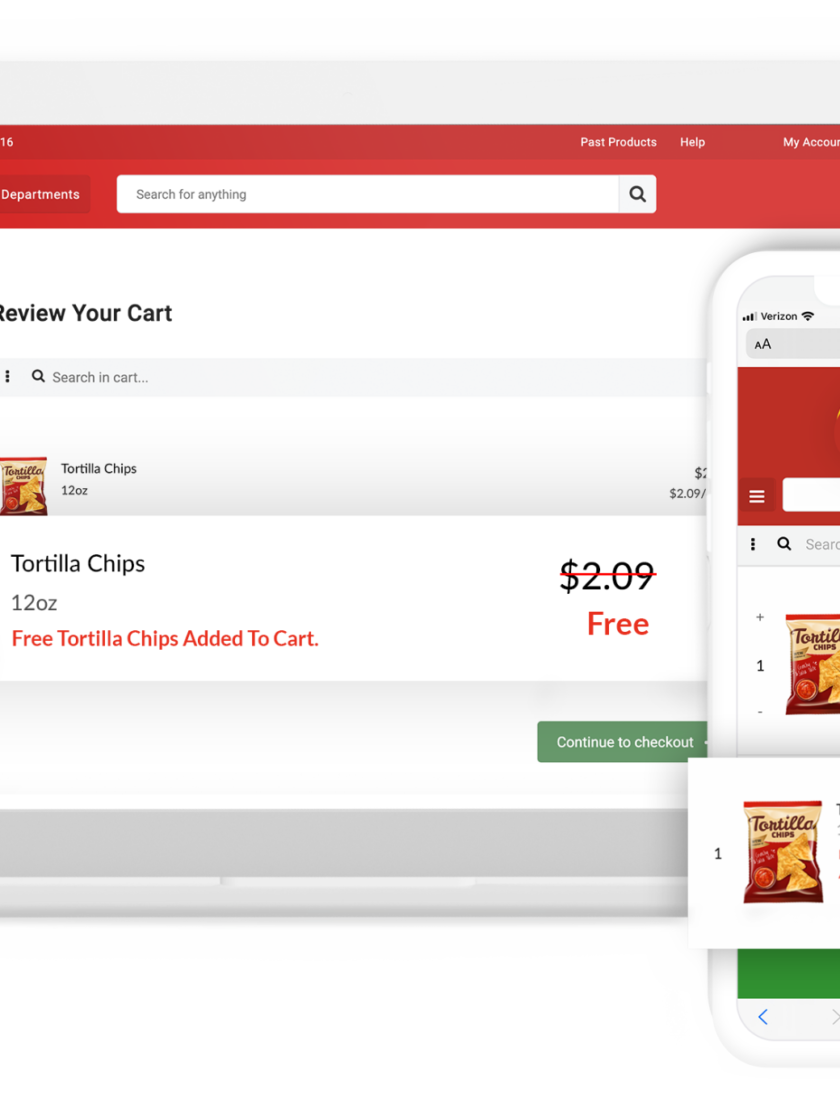 16
Past Products
Help
My Accoun
Departments
Search for anything
Review Your Cart
Search in cart...
Tortilla
CHIPS
Tortilla Chips
12oz
$2
$2.09/
Tortilla Chips
12oz
Free Tortilla Chips Added To Cart.
$2.09
Free
Continue to checkout
Verizon
AA
Searc
+
1
-
Tortil
CHIPS
1
Tortilla
CHIPS